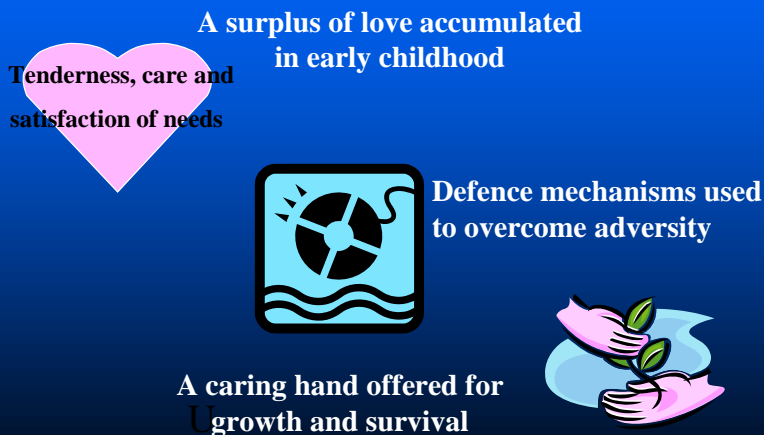 A surplus of love accumulated
in early childhood
Tenderness, care and
satisfaction of needs
Defence mechanisms used
to overcome adversity
A caring hand offered for
U
growth and survival